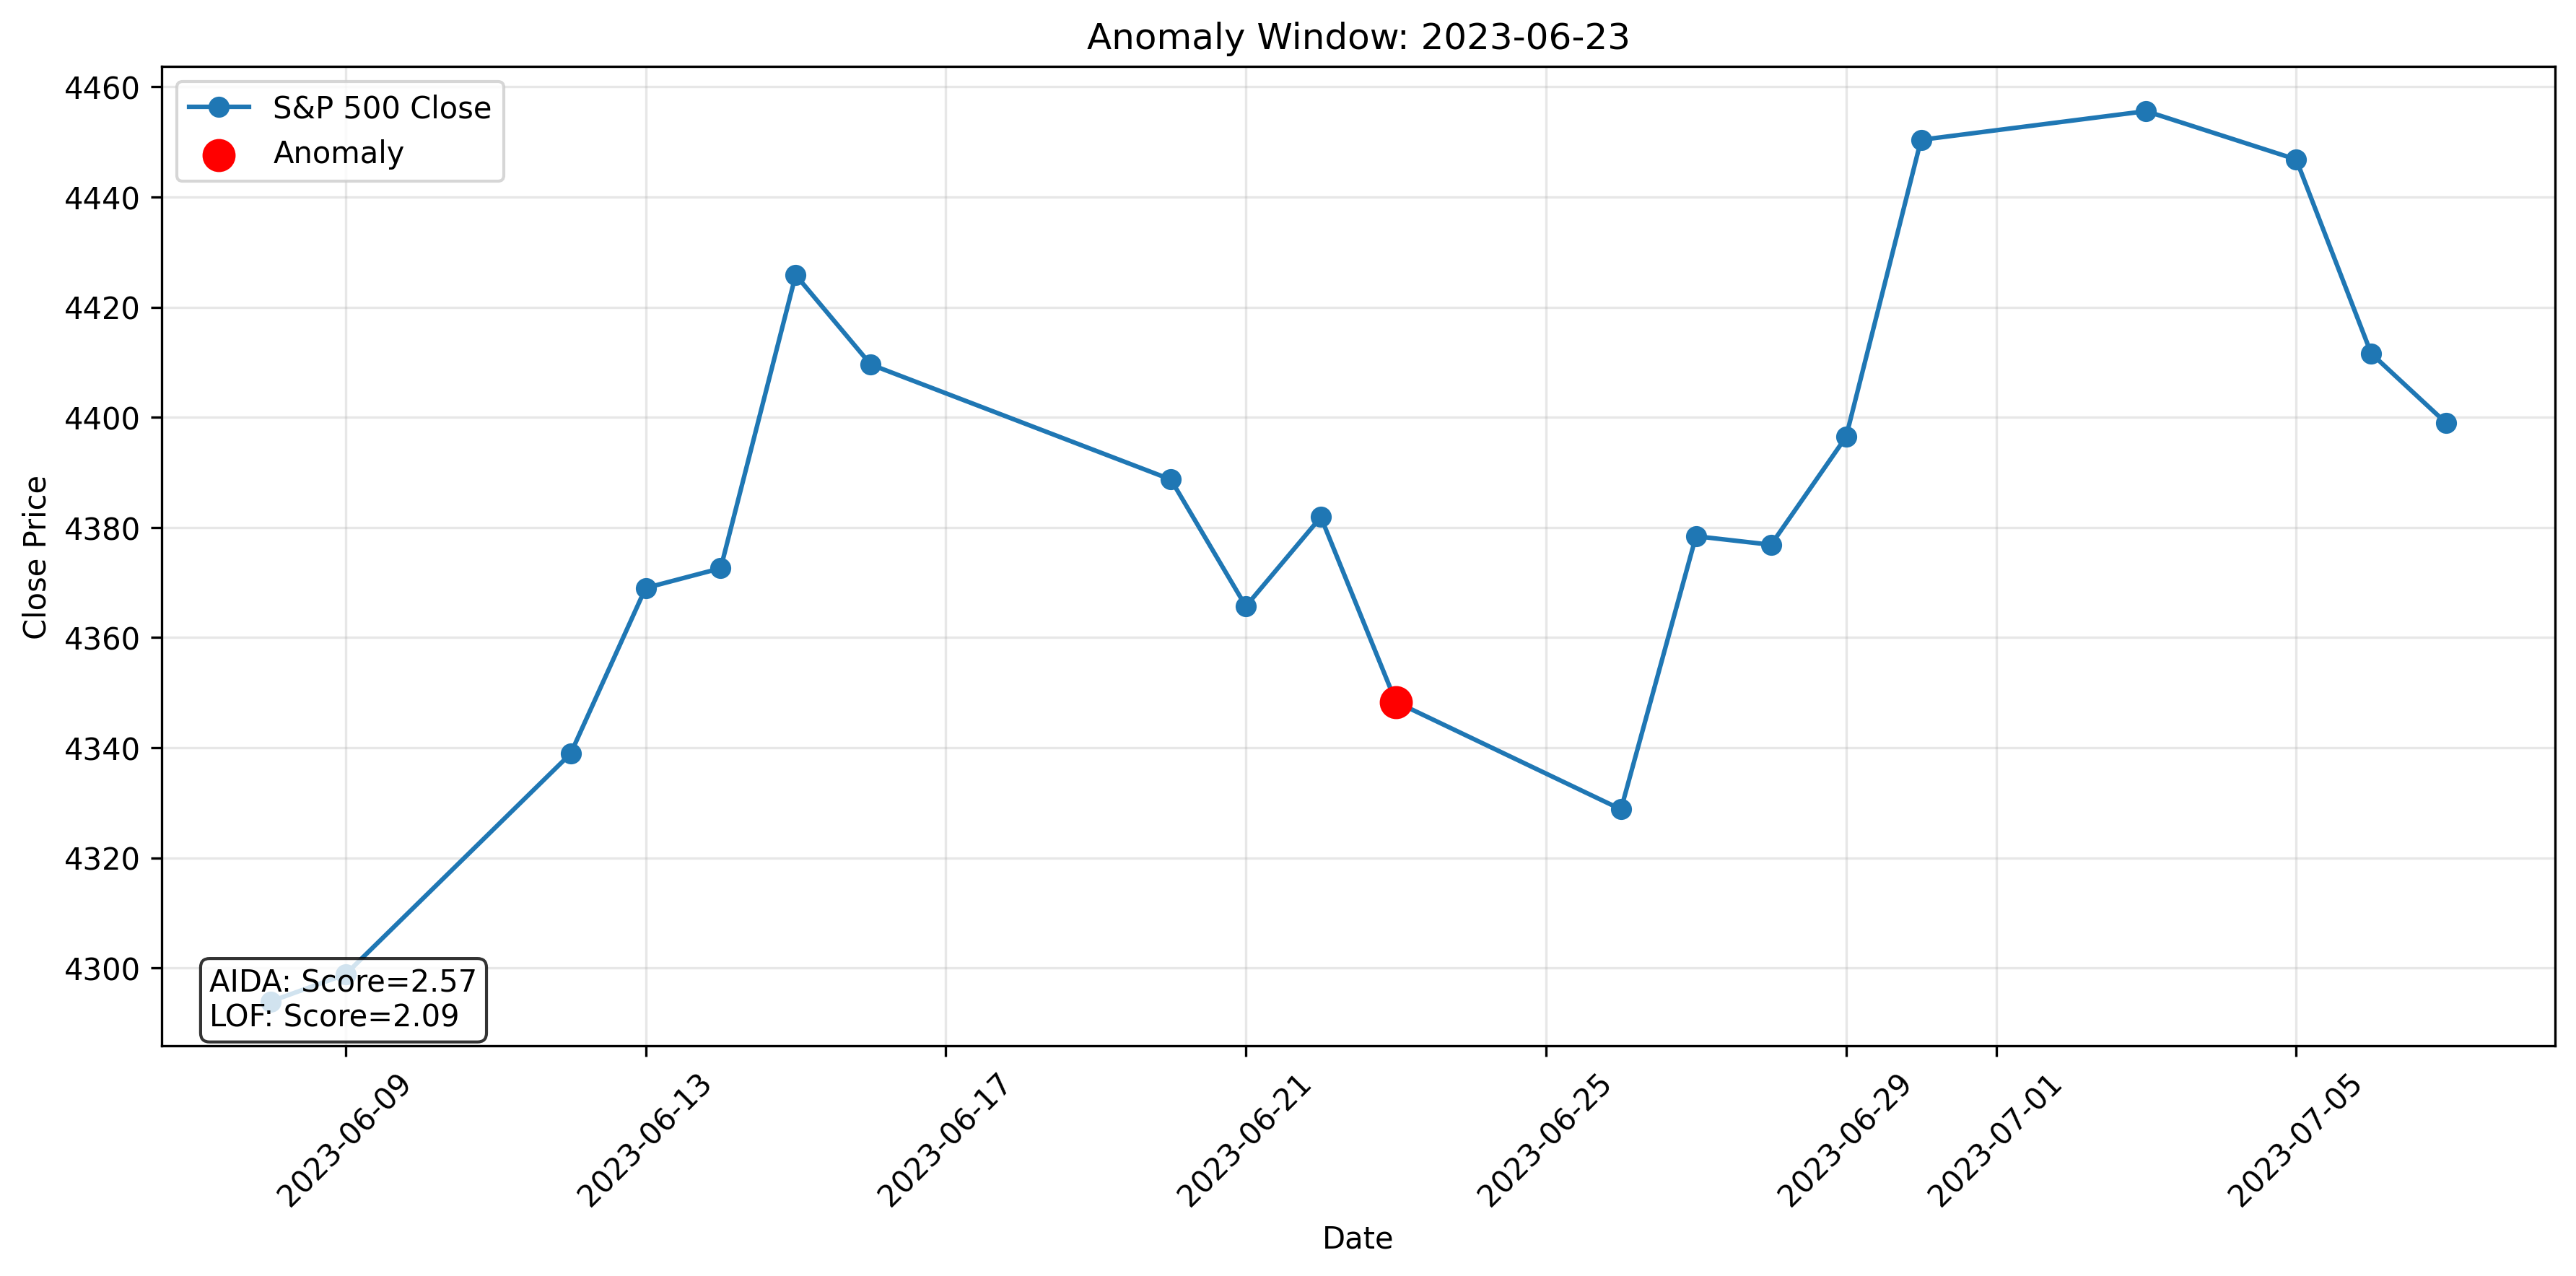 Anomaly Window: 2023-06-23
S&P 500 Close
Anomaly
4460
4440
4420
4400
4380
4360
4340
4320
4300
Close Price
AIDA: Score=2.57
LOF: Score=2.09
2023-06-09
2023-06-13
2023-06-17
2023-06-21
2023-06-25
2023-06-29
2023-07-01
2023-07-05
Date